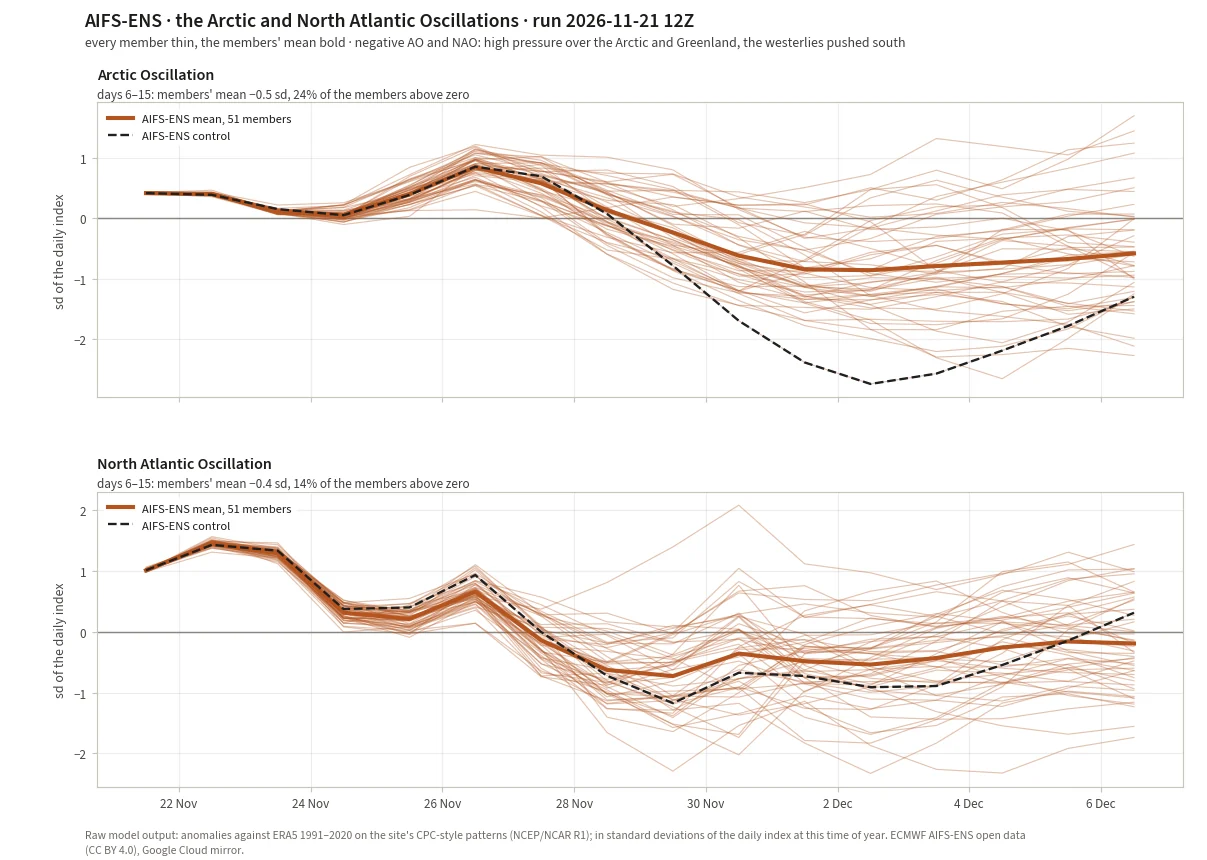 AIFS-ENS · the Arctic and North Atlantic Oscillations · run 2026-11-21 12Z
every member thin, the members' mean bold · negative AO and NAO: high pressure over the Arctic and Greenland, the westerlies pushed south
Arctic Oscillation
days 6–15: members' mean −0.5 sd, 24% of the members above zero
AIFS-ENS mean, 51 members
AIFS-ENS control
1
0
−1
−2
sd of the daily index
North Atlantic Oscillation
days 6–15: members' mean −0.4 sd, 14% of the members above zero
AIFS-ENS mean, 51 members
AIFS-ENS control
2
1
0
−1
−2
sd of the daily index
22 Nov 24 Nov 26 Nov 28 Nov 30 Nov 2 Dec 4 Dec 6 Dec
Raw model output: anomalies against ERA5 1991–2020 on the site's CPC-style patterns (NCEP/NCAR R1); in standard deviations of the daily index at this time of year. ECMWF AIFS-ENS open data
(CC BY 4.0), Google Cloud mirror.